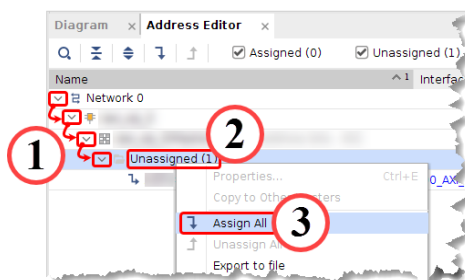 Diagram × Address Editor ×
Assigned (0) Unassigned (1)
Name ^ 1 Interfac
Network 0
1
2
Unassigned (1)
Properties... Ctrl+E
0_AXI
Copy to Other Masters
Assign All
3
Unassign All
Export to file